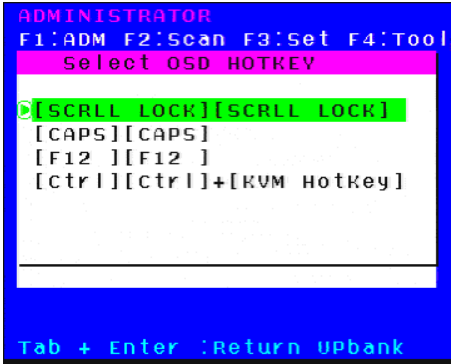 ADMINISTRATOR
F1:ADM F2:Scan F3:Set F4:Tool
Select OSD HOTKEY
[SCRLL LOCK][SCRLL LOCK]
[CAPS][CAPS]
[F12 ][F12 ]
[Ctrl][Ctrl]+[KVM HotKey]
Tab + Enter :Return UPbank